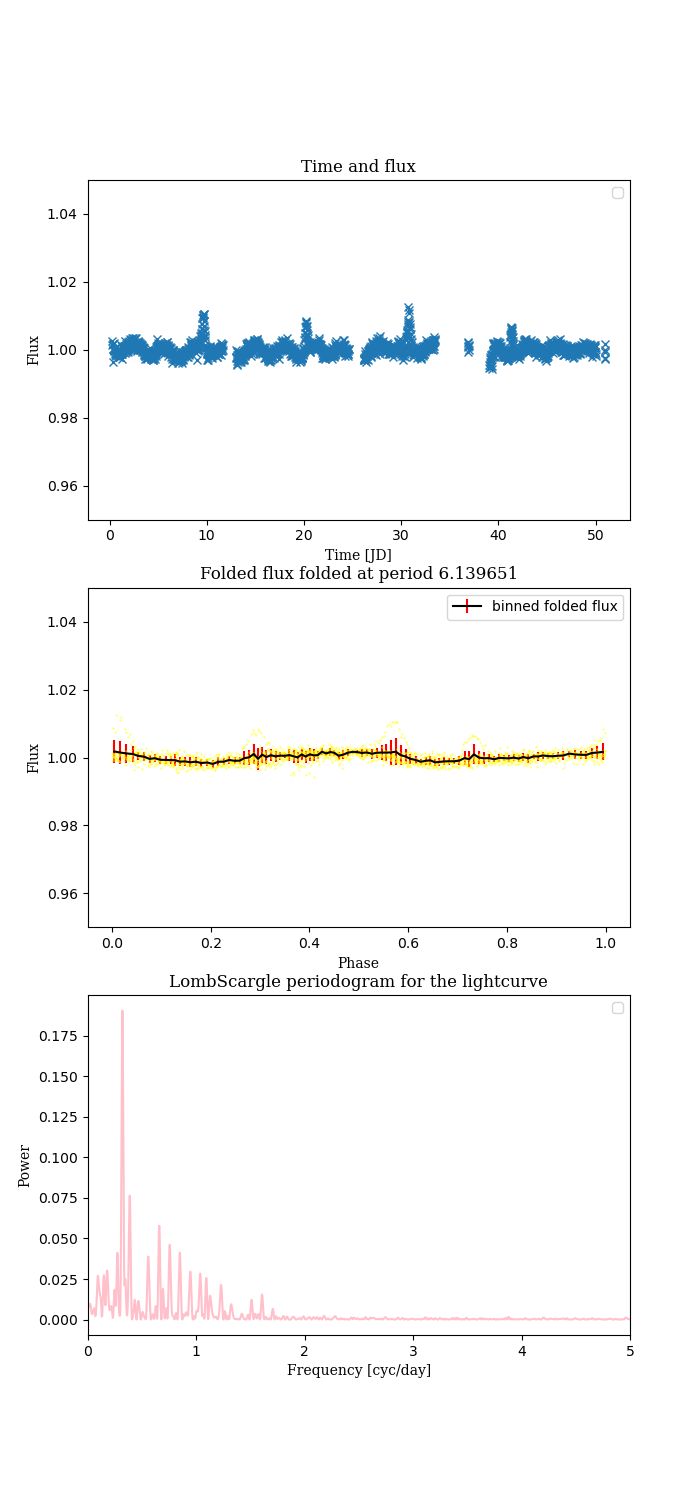 Time and flux
1.04
1.02
1.00
0.98
0.96
Flux
0 10 20 30 40 50
Time [JD]
Folded flux folded at period 6.139651
binned folded flux
1.04
1.02
1.00
0.98
0.96
Flux
0.0 0.2 0.4 0.6 0.8 1.0
Phase
LombScargle periodogram for the lightcurve
0.175
0.150
0.125
0.100
0.075
0.050
0.025
0.000
Power
0 1 2 3 4 5
Frequency [cyc/day]